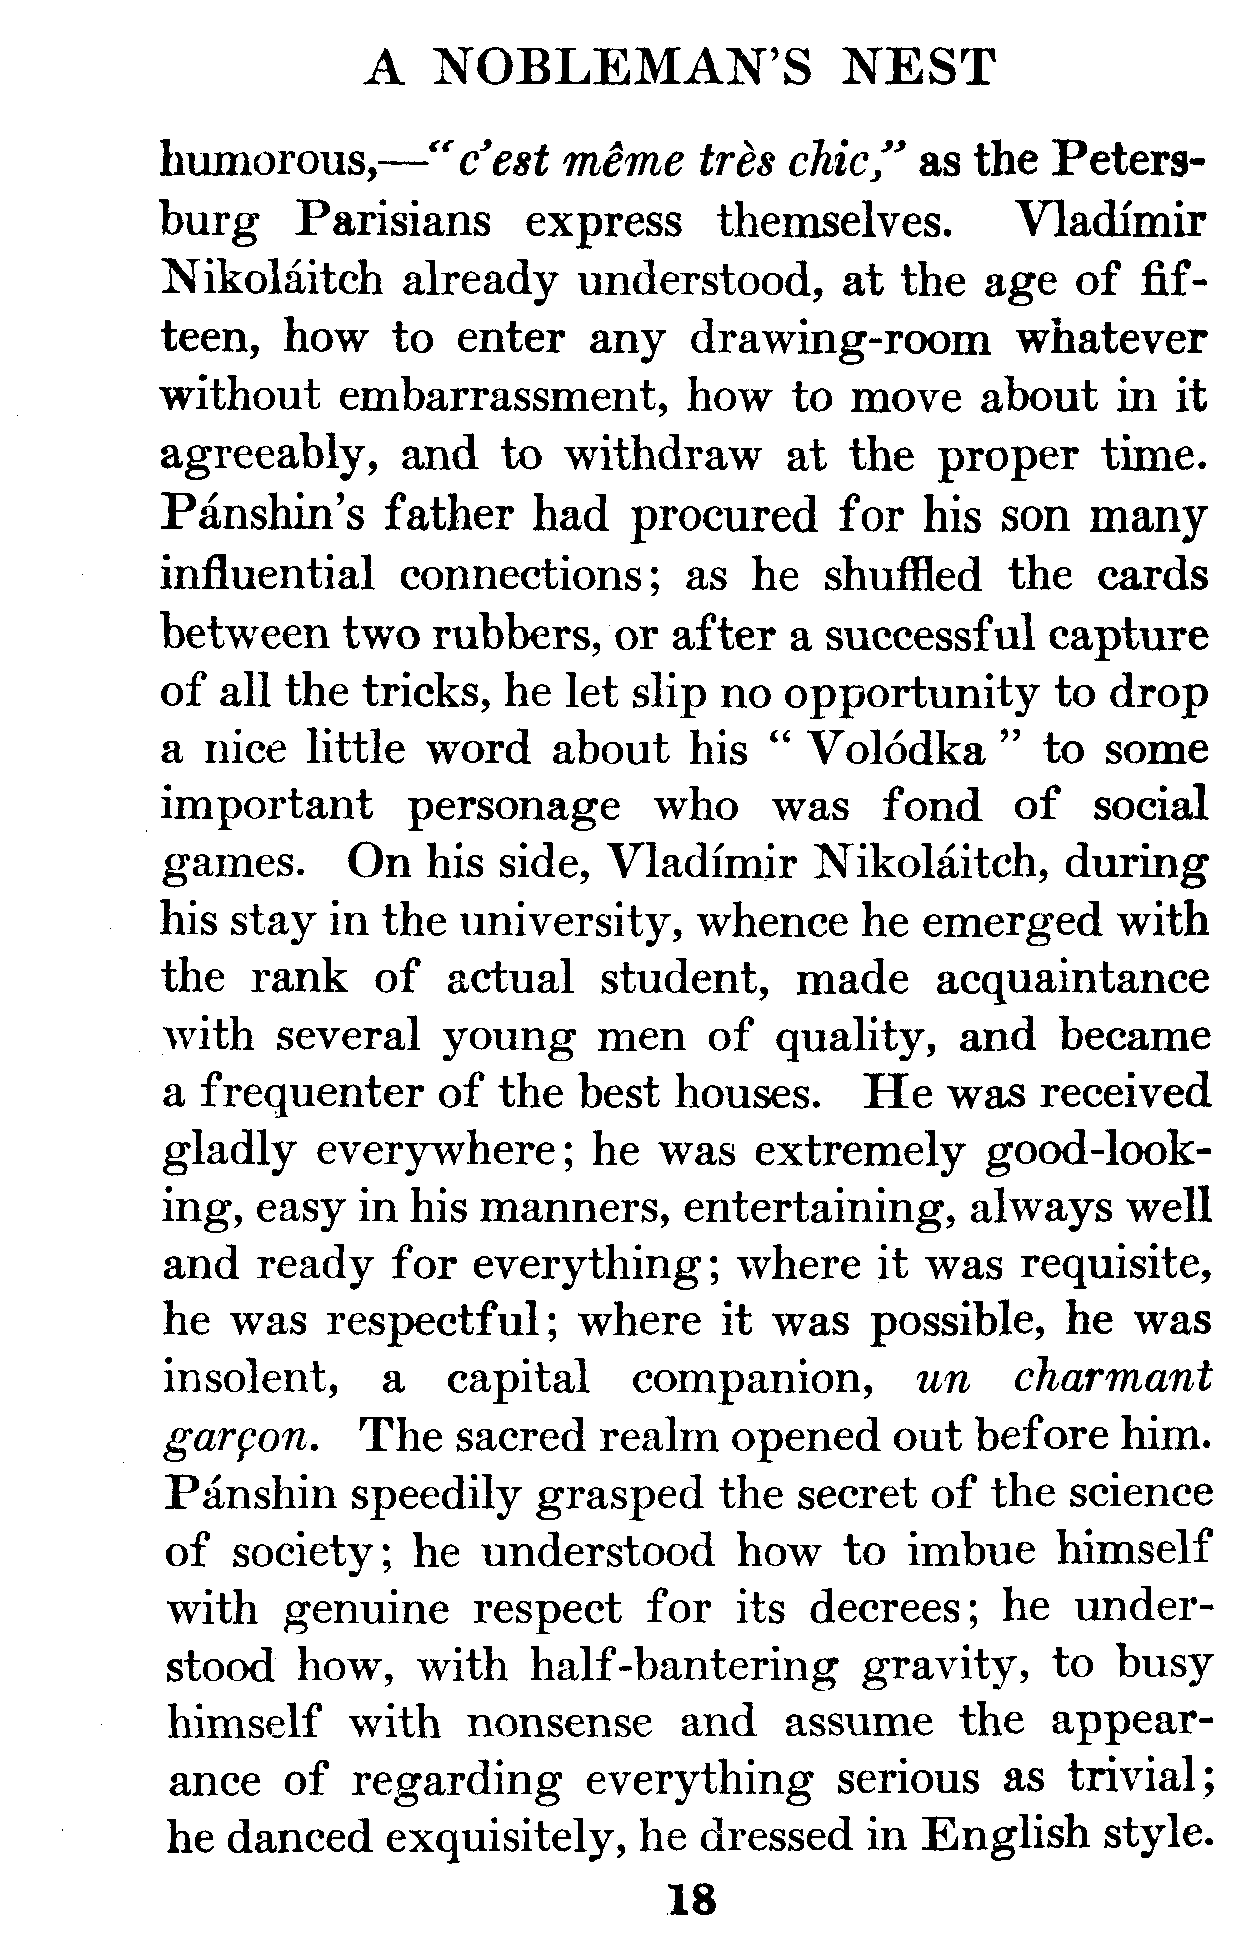 A NOBLEMAN'S NEST
humorous,—"c'est même très chic," as the Peters-
burg Parisians express themselves. Vladímir
Nikoláitch already understood, at the age of fif-
teen, how to enter any drawing-room whatever
without embarrassment, how to move about in it
agreeably, and to withdraw at the proper time.
Pánshin's father had procured for his son many
influential connections; as he shuffled the cards
between two rubbers, or after a successful capture
of all the tricks, he let slip no opportunity to drop
a nice little word about his " Volódka " to some
important personage who was fond of social
games. On his side, Vladímir Nikoláitch, during
his stay in the university, whence he emerged with
the rank of actual student, made acquaintance
with several young men of quality, and became
a frequenter of the best houses. He was received
gladly everywhere; he was extremely good-look-
ing, easy in his manners, entertaining, always well
and ready for everything; where it was requisite,
he was respectful; where it was possible, he was
insolent, a capital companion, un charmant
garçon. The sacred realm opened out before him.
Pánshin speedily grasped the secret of the science
of society; he understood how to imbue himself
with genuine respect for its decrees; he under-
stood how, with half-bantering gravity, to busy
himself with nonsense and assume the appear-
ance of regarding everything serious as trivial;
he danced exquisitely, he dressed in English style.
18